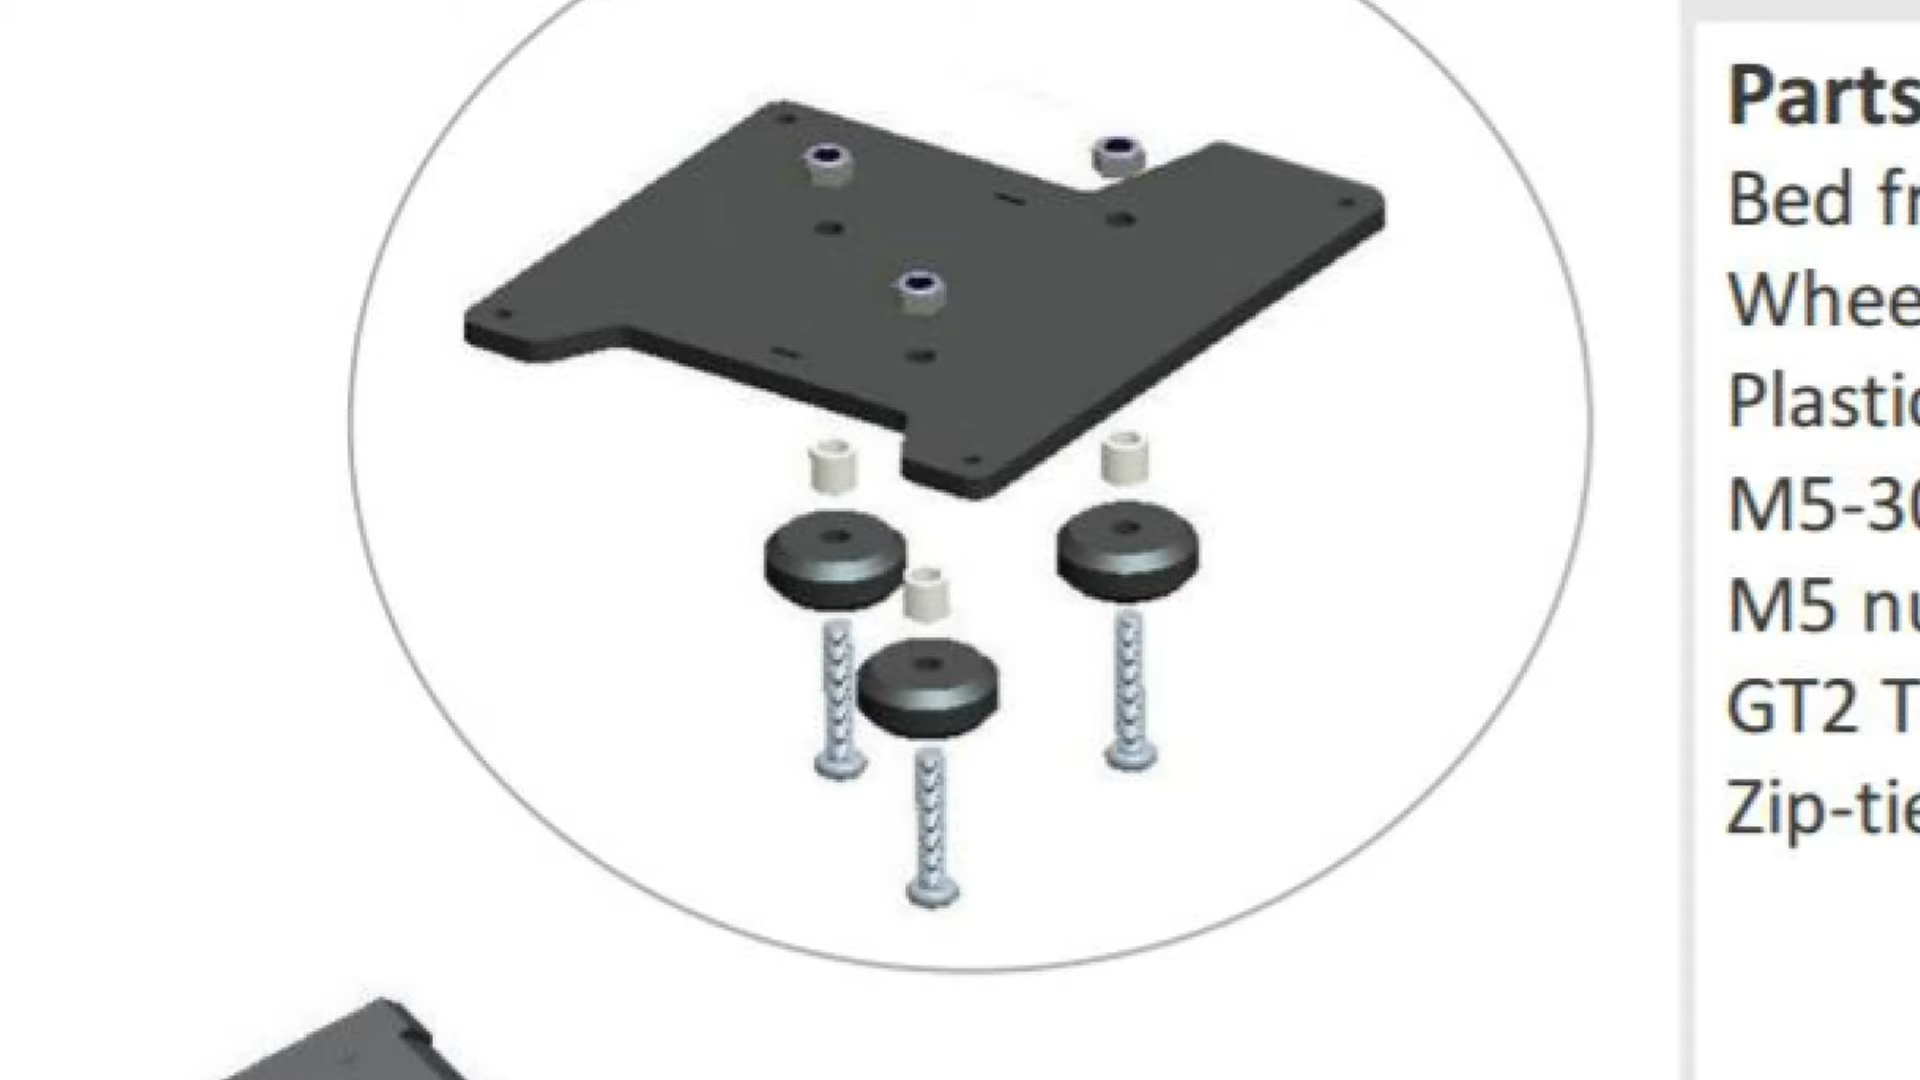 Parts
Bed fr
Whee
Plastic
M5-30
M5 nu
GT2 T
Zip-tie